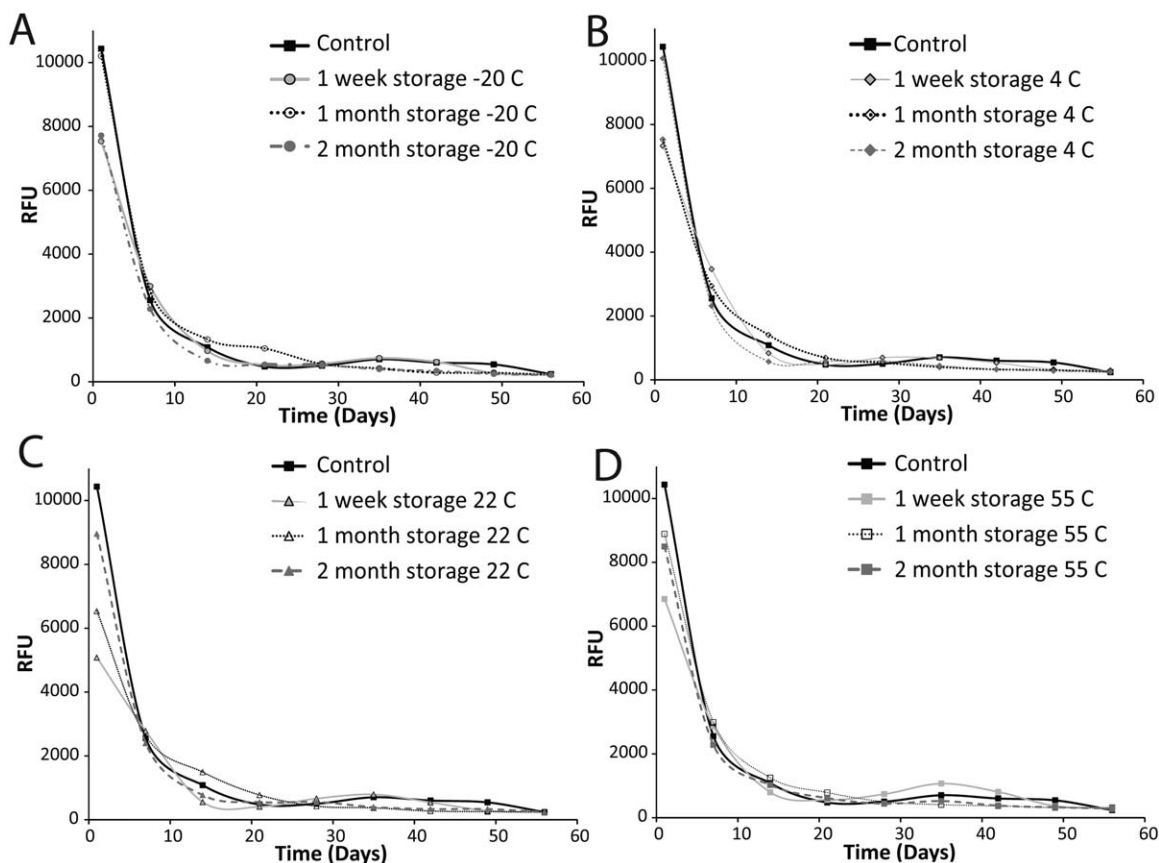 A
Control
1 week storage -20 C
1 month storage -20 C
2 month storage -20 C
10000
8000
6000
4000
2000
0
RFU
0 10 20 30 40 50 60
Time (Days)
B
Control
1 week storage 4 C
1 month storage 4 C
2 month storage 4 C
10000
8000
6000
4000
2000
0
RFU
0 10 20 30 40 50 60
Time (Days)
C
Control
1 week storage 22 C
1 month storage 22 C
2 month storage 22 C
10000
8000
6000
4000
2000
0
RFU
0 10 20 30 40 50 60
Time (Days)
D
Control
1 week storage 55 C
1 month storage 55 C
2 month storage 55 C
10000
8000
6000
4000
2000
0
RFU
0 10 20 30 40 50 60
Time (Days)